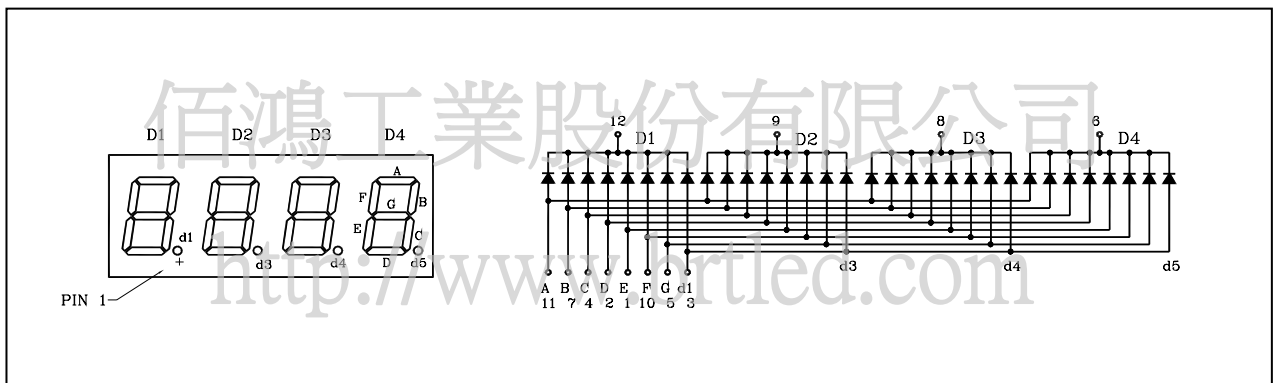 佰鴻工業股份有限公司
http://www.brtled.com
D1 D2 D3 D4
A
F G B
E C
D
d1 d3 d4 d5
+
PIN 1
12 9 8 6
D1 D2 D3 D4
d3 d4 d5
A B C D E F G d1
11 7 4 2 1 10 5 3